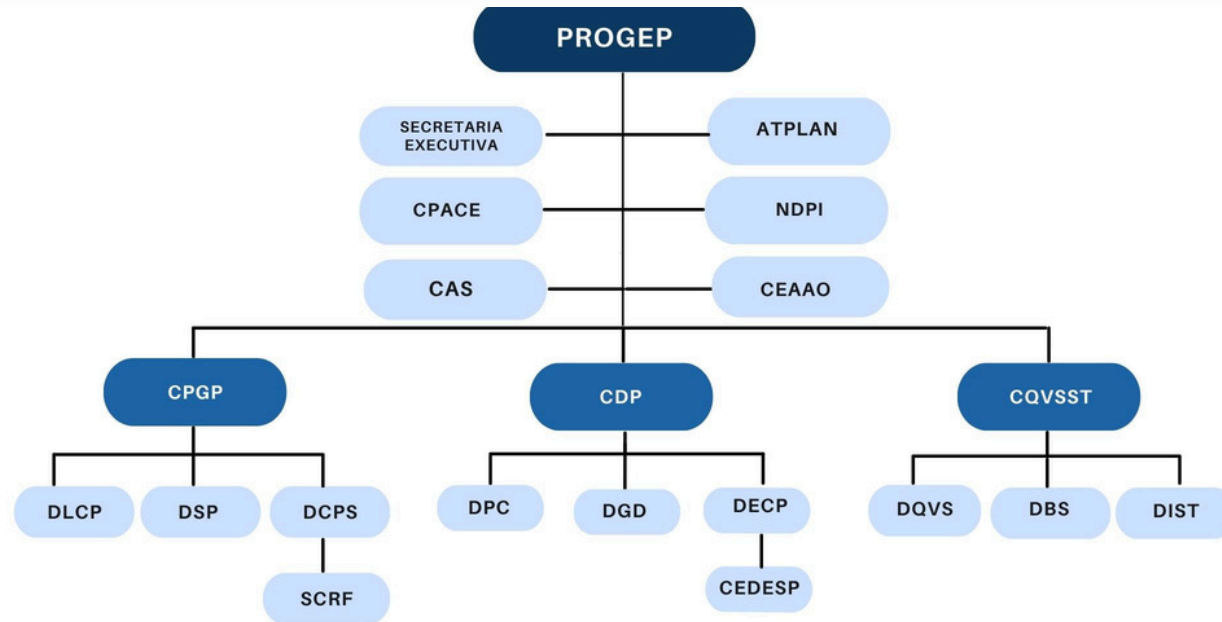 PROGEP
SECRETARIA
EXECUTIVA
ATPLAN
CPACE
NDPI
CAS
CEAAO
CPGP
CDP
CQVSST
DLCP
DSP
DCPS
DPC
DGD
DECP
DQVS
DBS
DIST
SCRF
CEDESP